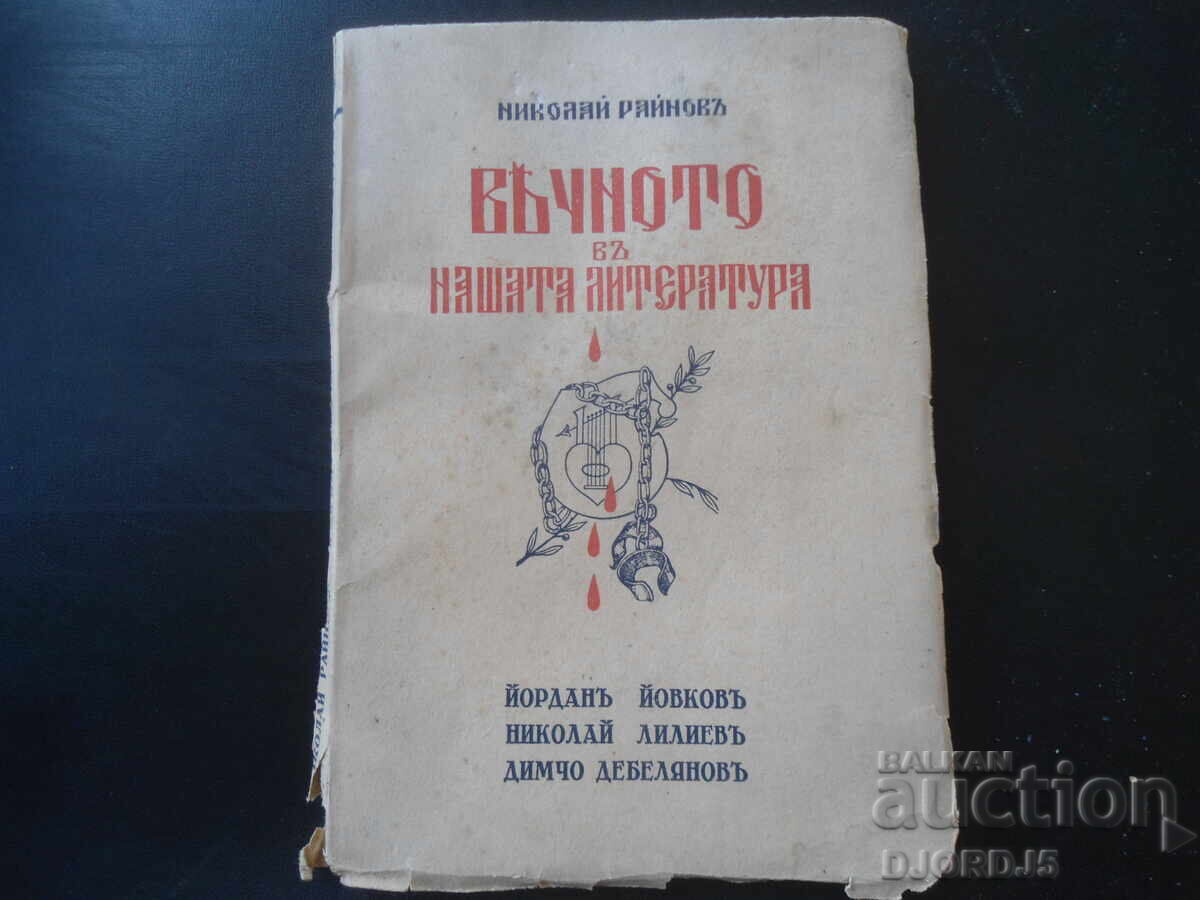 НИКОЛАЙ РАЙНОВЪ
ВѢЧНОТО
ВЪ
НАШАТА ЛИТЕРАТУРА
ЙОРДАНЪ ЙОВКОВЪ
НИКОЛАЙ ЛИЛИЕВЪ
ДИМЧО ДЕБЕЛЯНОВЪ
BALKAN
auction
DJORDJ5